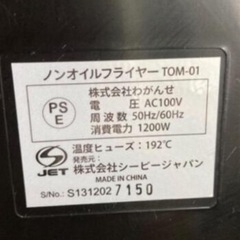 ノンオイルフライヤー TOM-01
PS
E
株式会社わがんせ
電圧 AC100V
周波数 50Hz/60Hz
消費電力 1200W
JET
温度ヒューズ：192℃
発売元：
株式会社シービージャパン
MADE IN CHINA
S/No.: S131202 7150